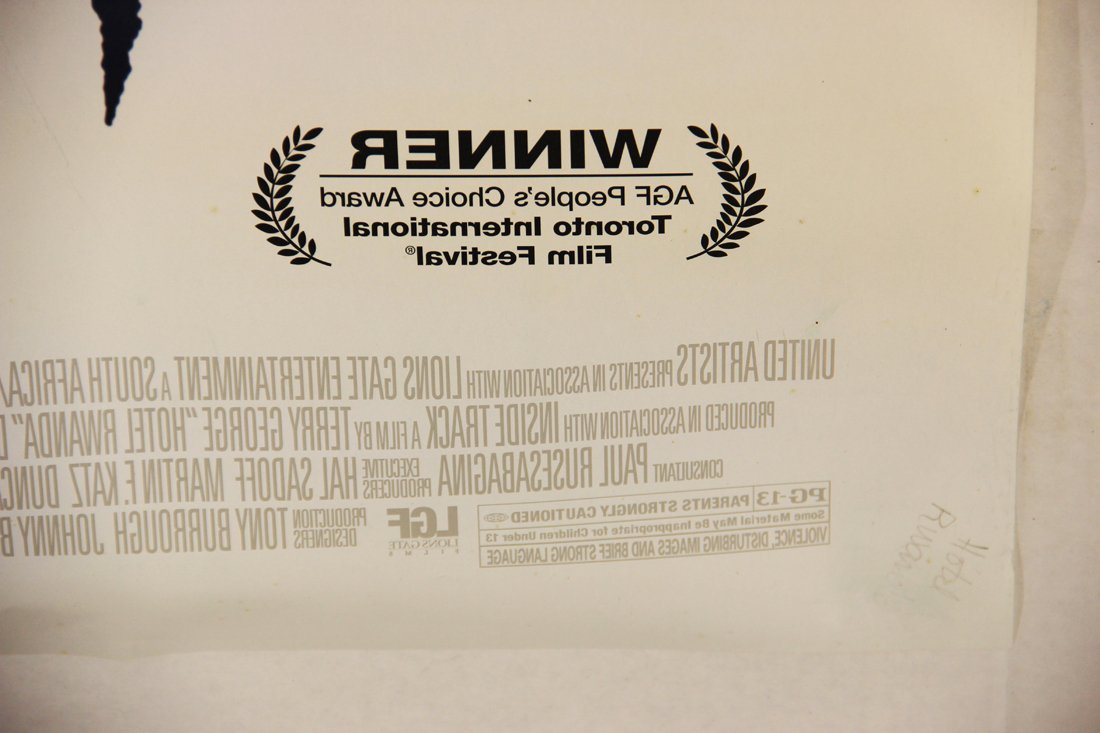 WINNER
AGF People's Choice Award
Toronto International
Film Festival®
UNITED ARTISTS PRESENTS IN ASSOCIATION WITH LIONS GATE ENTERTAINMENT A SOUTH AFRICA
PRODUCED IN ASSOCIATION WITH INSIDE TRACK A FILM BY TERRY GEORGE "HOTEL RWANDA"
CONSULTANT PAUL RUSESABAGINA EXECUTIVE PRODUCERS HAL SADOFF MARTIN F. KATZ DUNC
PG-13 PARENTS STRONGLY CAUTIONED
Some Material May Be Inappropriate for Children Under 13
VIOLENCE, DISTURBING IMAGES AND BRIEF STRONG LANGUAGE
LGF
LIONS GATE
FILMS
PRODUCTION DESIGNERS TONY BURROUGH JOHNNY B
Hotel